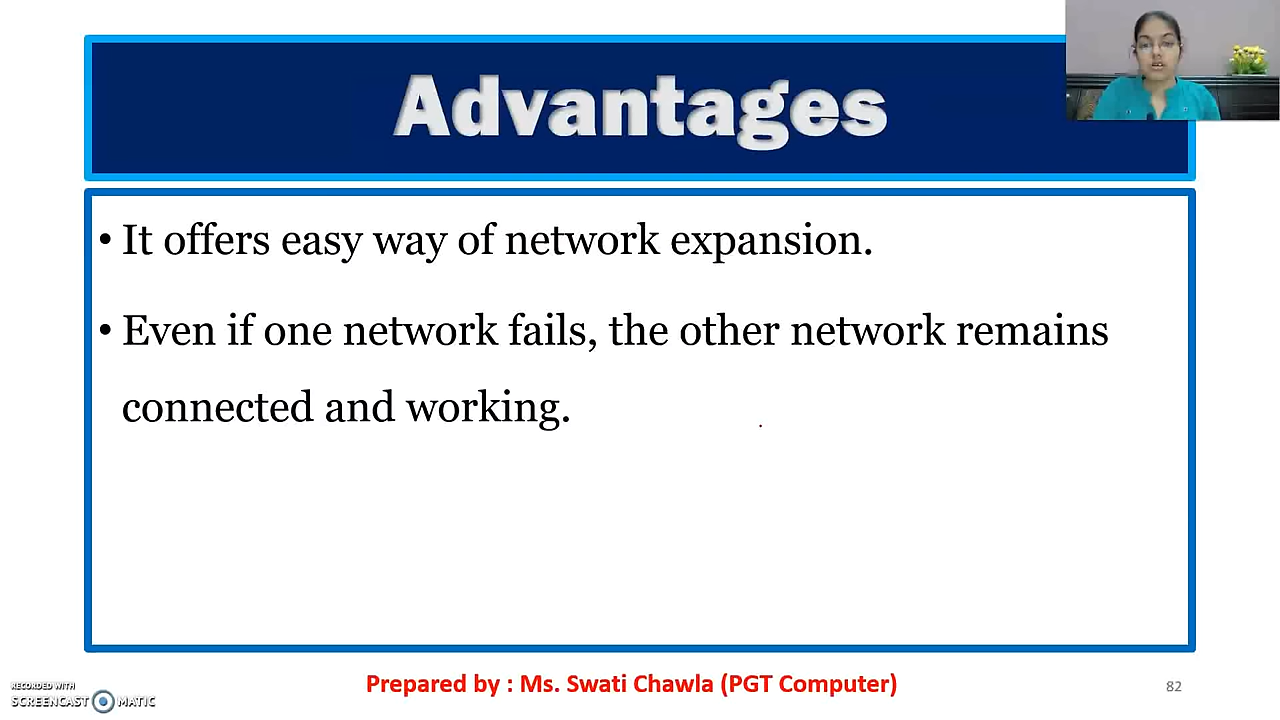 Advantages
• It offers easy way of network expansion.
• Even if one network fails, the other network remains
connected and working.
Prepared by : Ms. Swati Chawla (PGT Computer)
82
RECORDED WITH
SCREENCAST MATIC